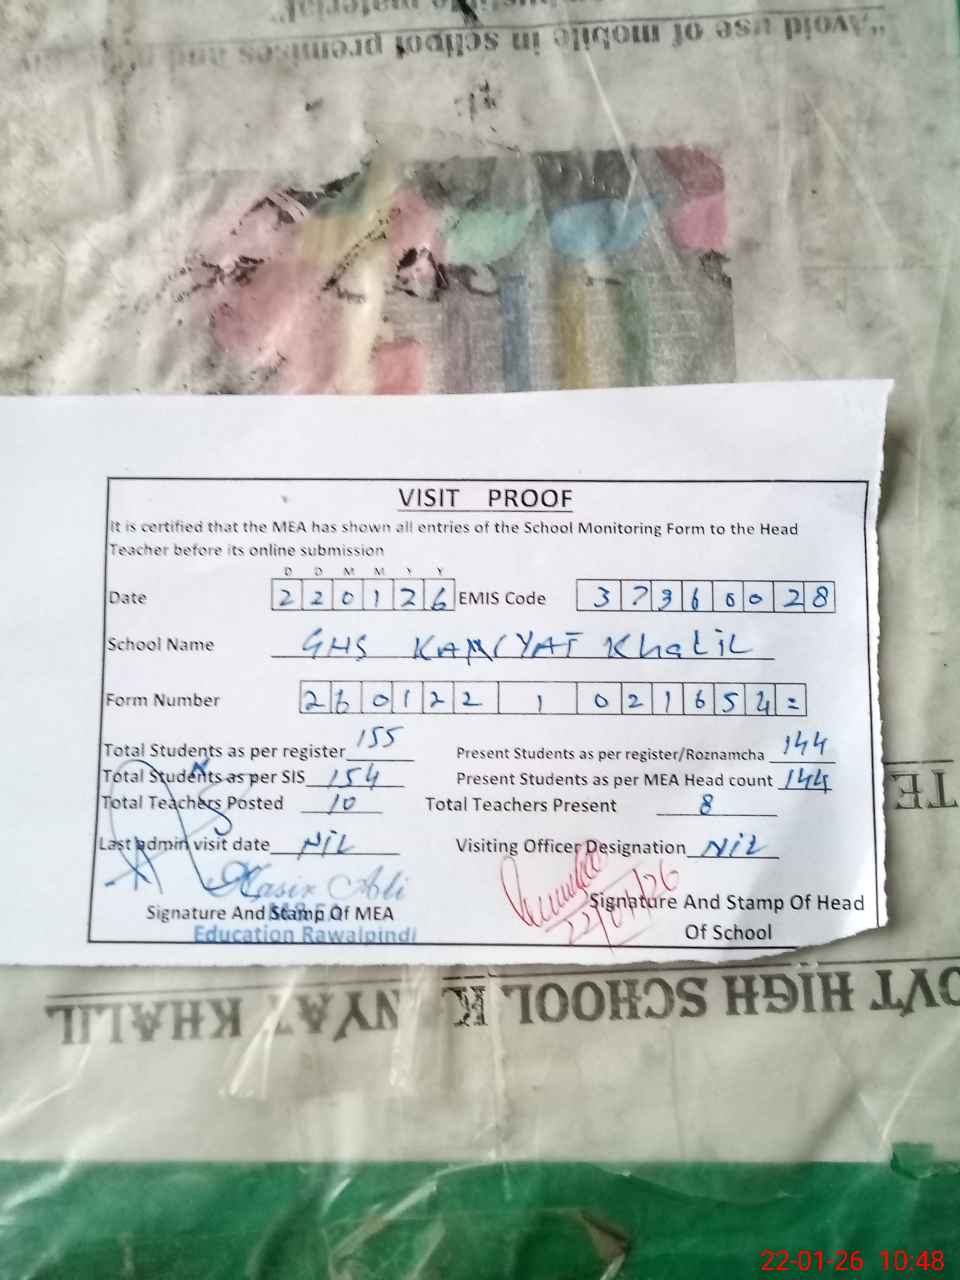 "Avoid use of mobile in school premises and
material"
VISIT PROOF
It is certified that the MEA has shown all entries of the School Monitoring Form to the Head
Teacher before its online submission
D D M M Y Y
Date 2 2 0 1 2 6 EMIS Code 3 7 3 6 0 0 2 8
School Name GHS KAMYAT Khalil
Form Number 2 6 0 1 2 2 1 0 2 1 6 5 4 =
Total Students as per register 155 Present Students as per register/Roznamcha 144
Total Students as per SIS 154 Present Students as per MEA Head count 144
Total Teachers Posted 10 Total Teachers Present 8
Last admin visit date Nil Visiting Officer Designation Nil
Nasir Ali
Signature And Stamp Of MEA
Education Rawalpindi
22/01/26
Signature And Stamp Of Head
Of School
TE
OVT HIGH SCHOOL NYAT KHALIL
22-01-26 10:48